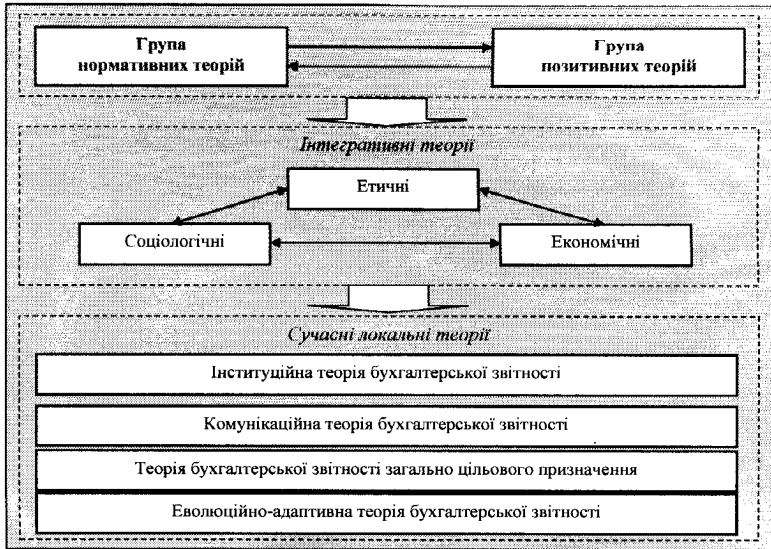 Група
нормативних теорій
Група
позитивних теорій
Інтегративні теорії
Етичні
Соціологічні
Економічні
Сучасні локальні теорії
Інституційна теорія бухгалтерської звітності
Комунікаційна теорія бухгалтерської звітності
Теорія бухгалтерської звітності загально цільового призначення
Еволюційно-адаптивна теорія бухгалтерської звітності